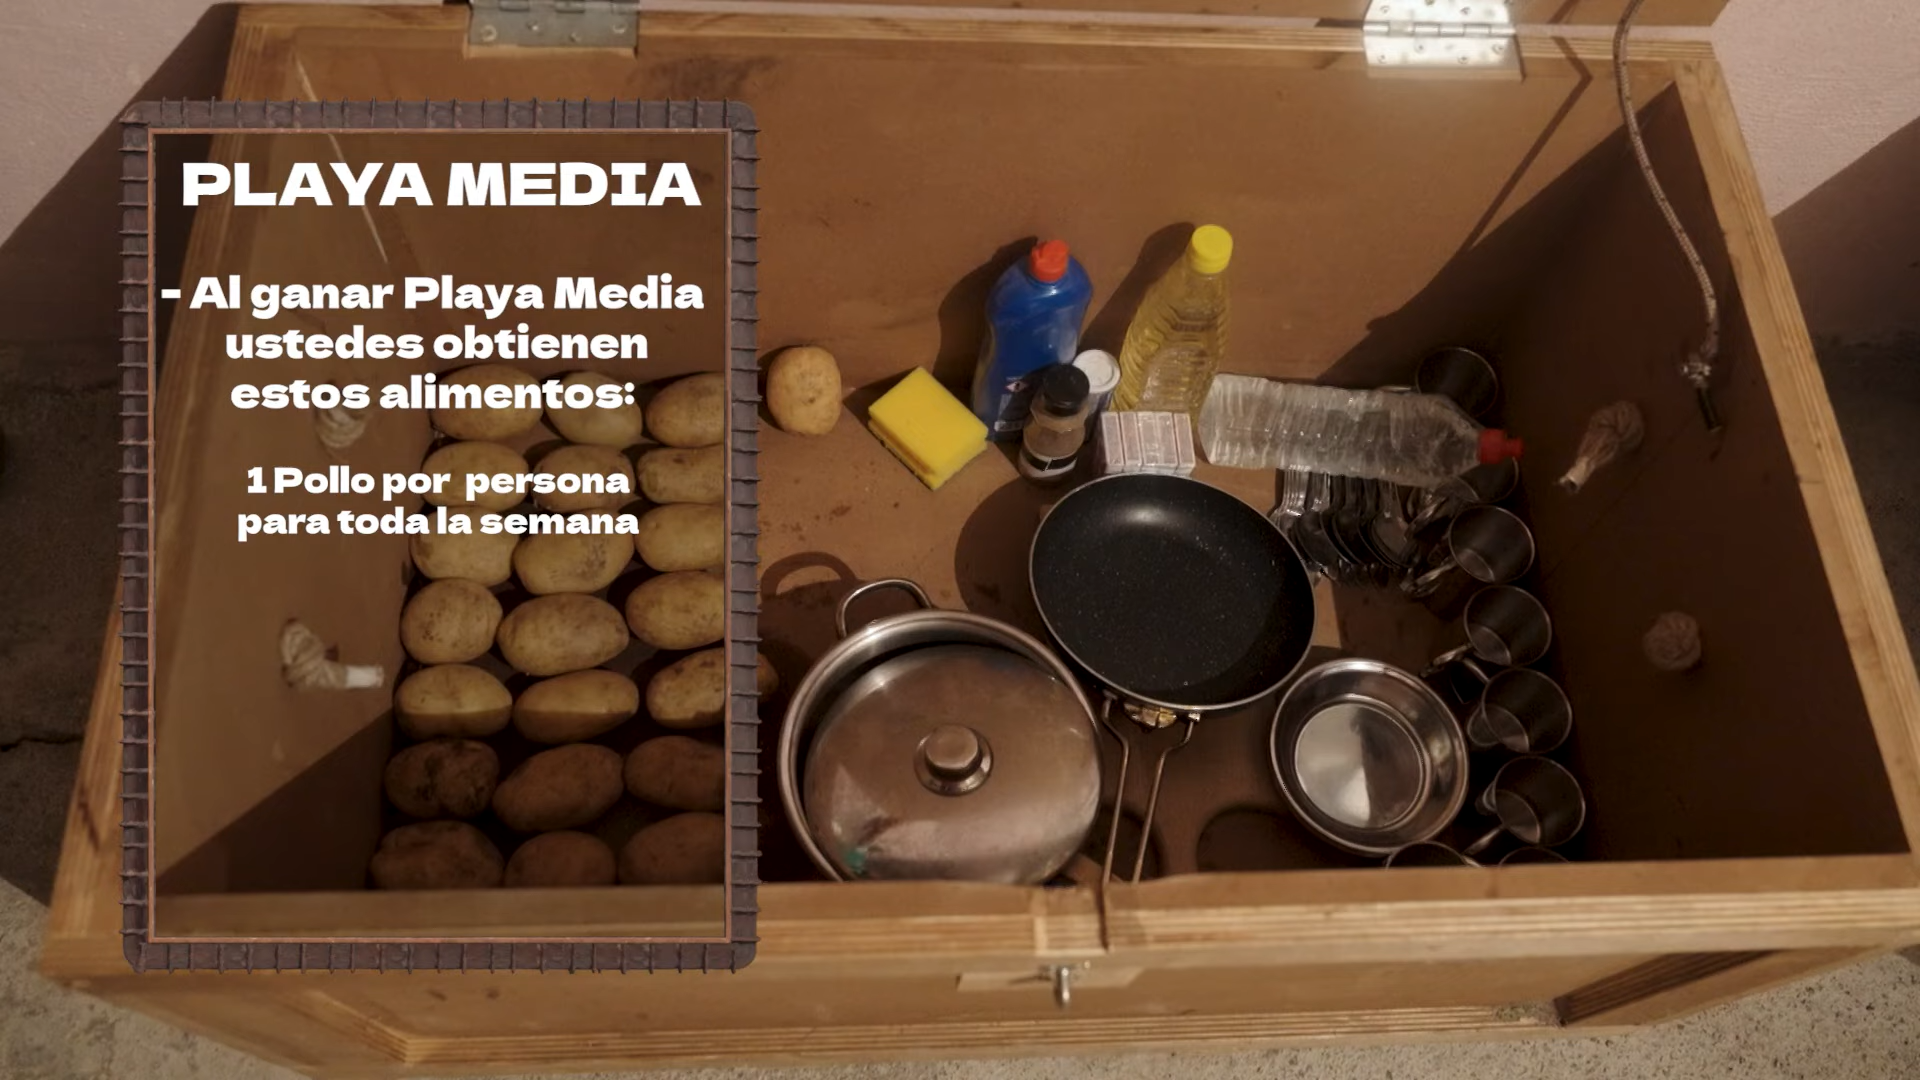 PLAYA MEDIA
- Al ganar Playa Media
ustedes obtienen
estos alimentos:
1 Pollo por persona
para toda la semana